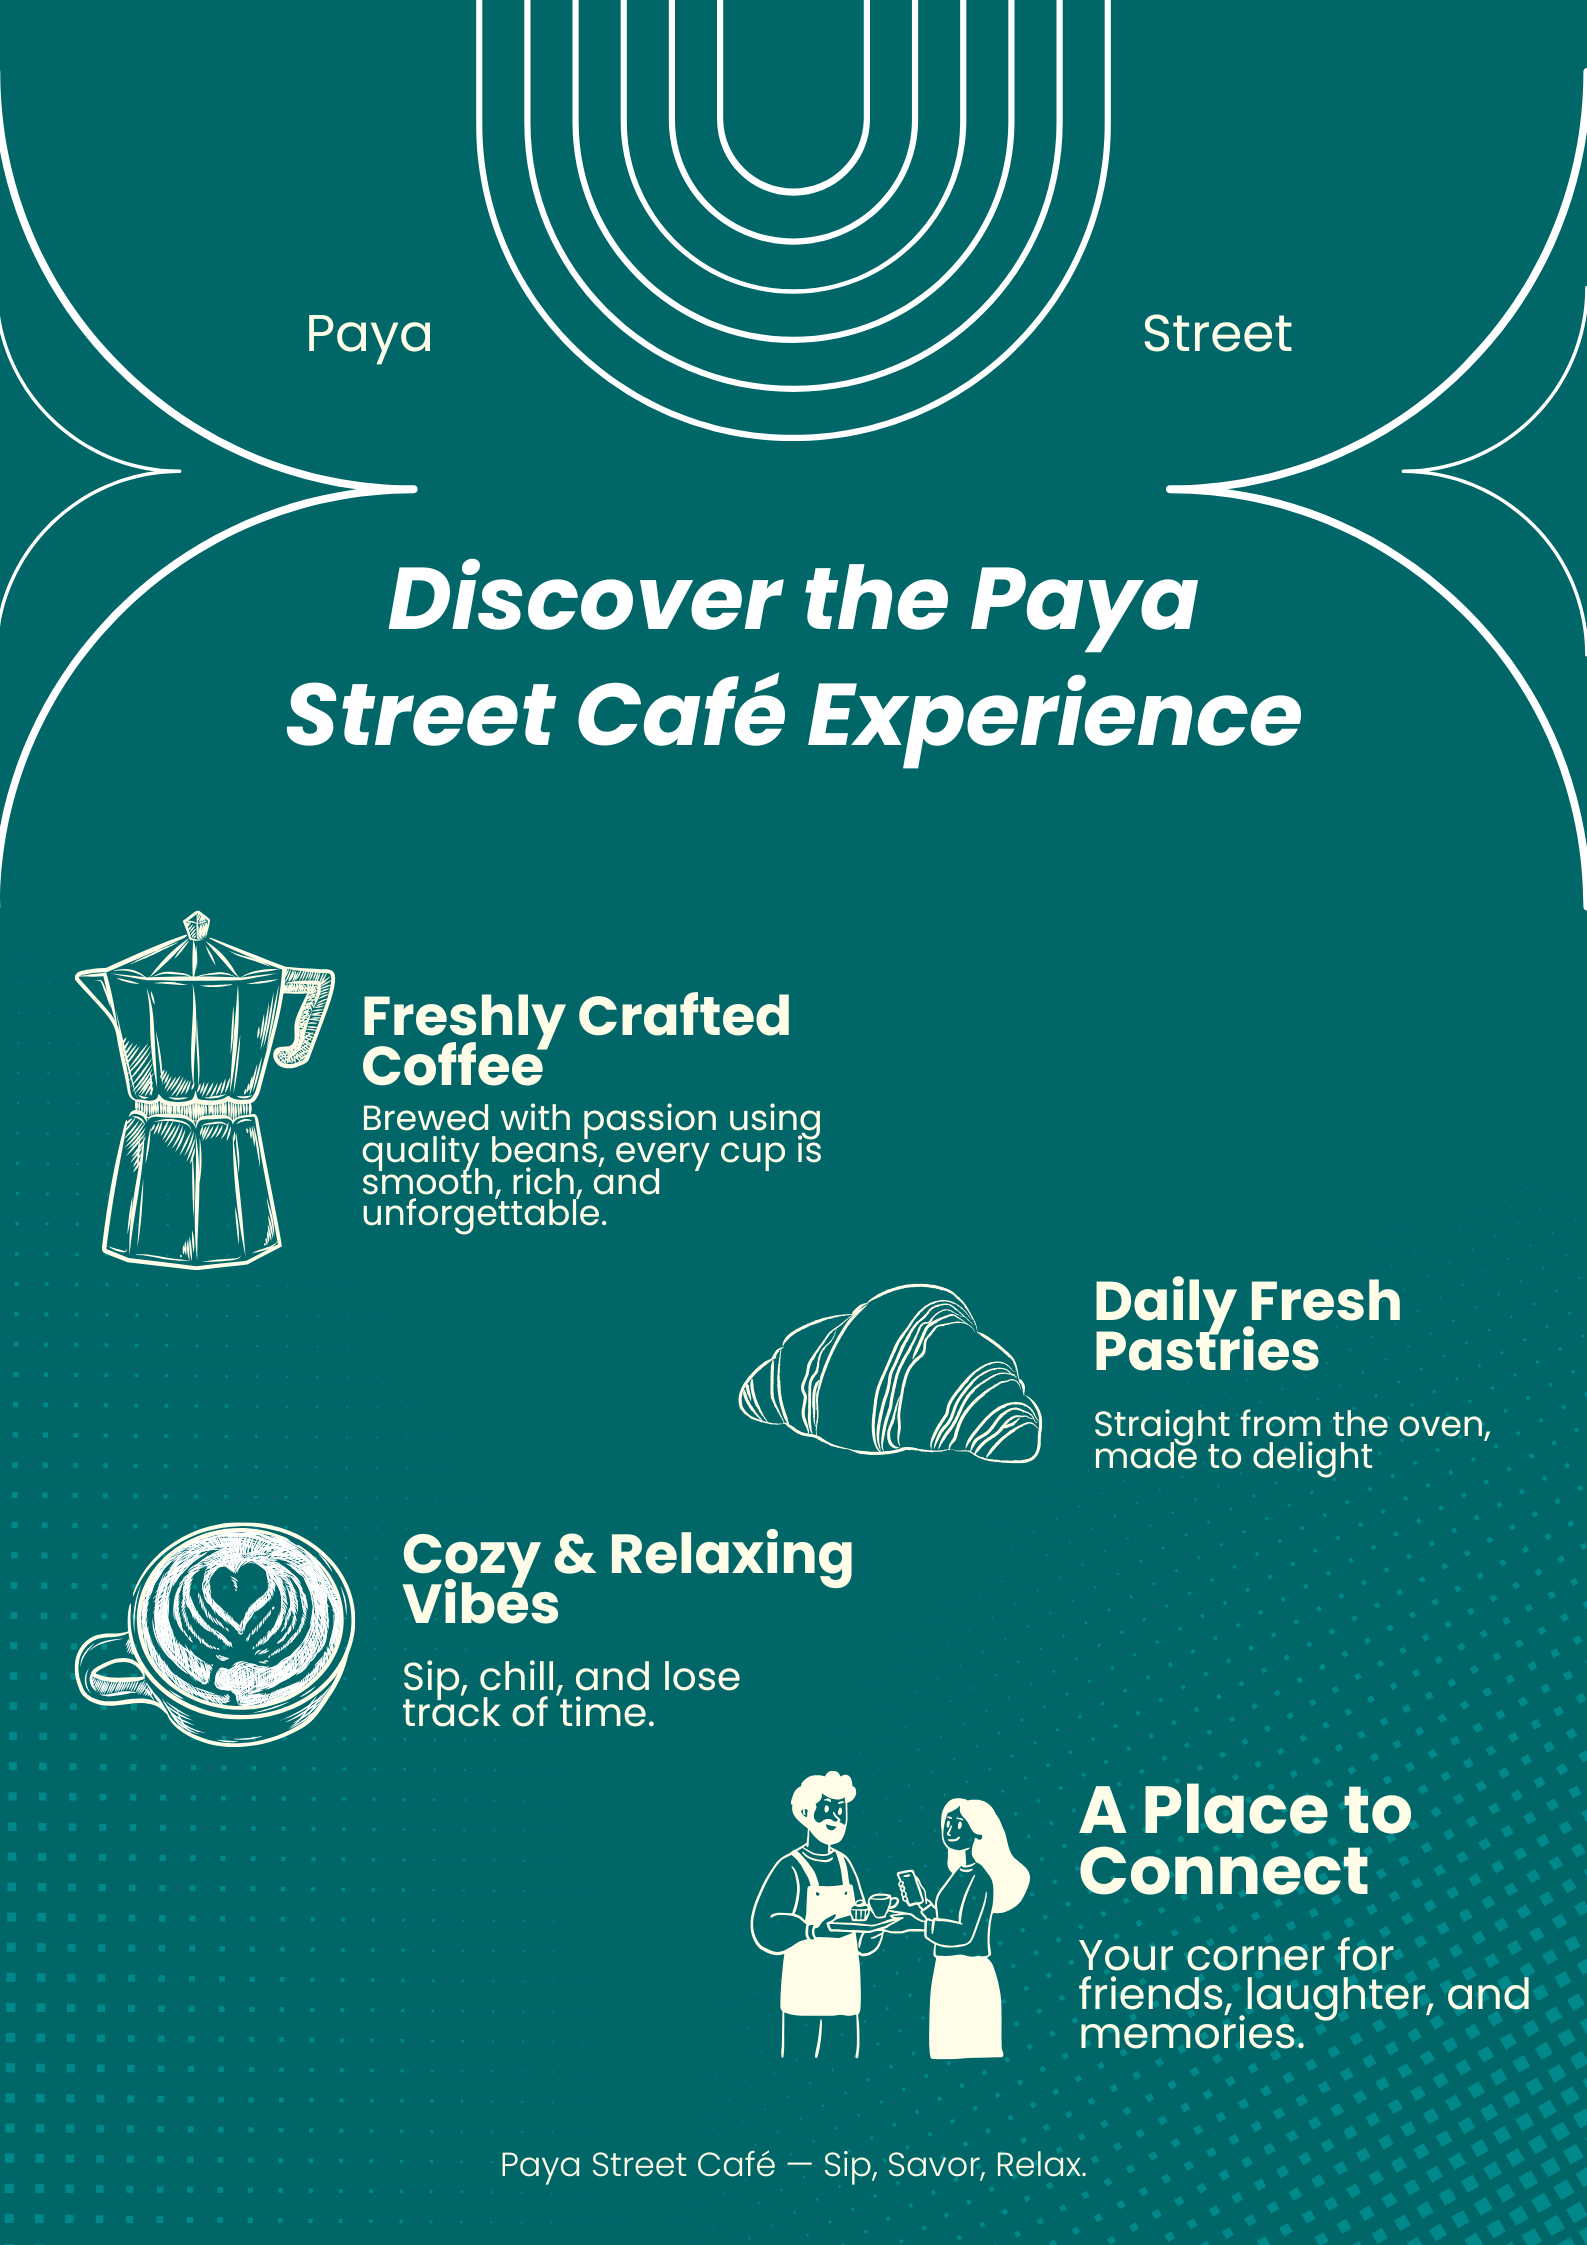 Paya
Street
Discover the Paya
Street Café Experience
Freshly Crafted
Coffee
Brewed with passion using
quality beans, every cup is
smooth, rich, and
unforgettable.
Daily Fresh
Pastries
Straight from the oven,
made to delight
Cozy & Relaxing
Vibes
Sip, chill, and lose
track of time.
A Place to
Connect
Your corner for
friends, laughter, and
memories.
Paya Street Café — Sip, Savor, Relax.